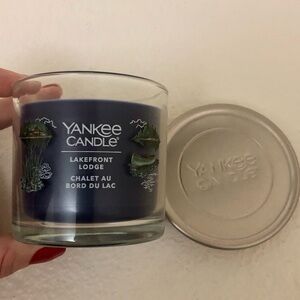 YANKEE
CANDLE®
LAKEFRONT
LODGE
CHALET AU
BORD DU LAC
YANKEE
CANDLE